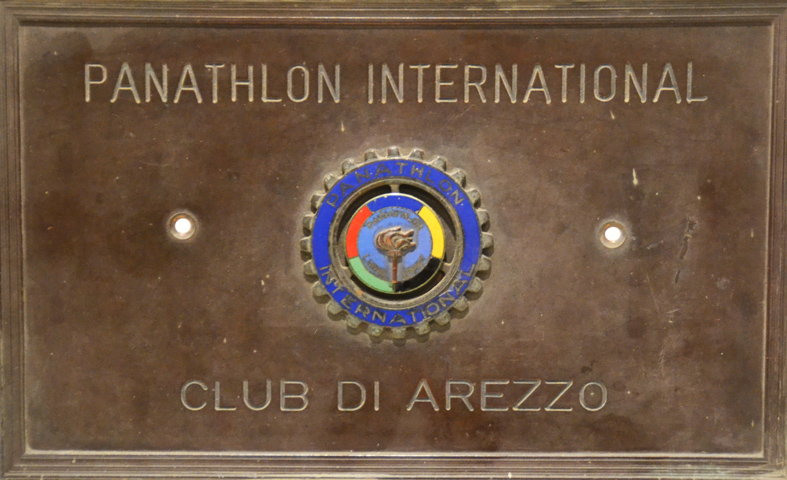 PANATHLON INTERNATIONAL
PANATHLON
INTERNATIONAL
CLUB DI AREZZO